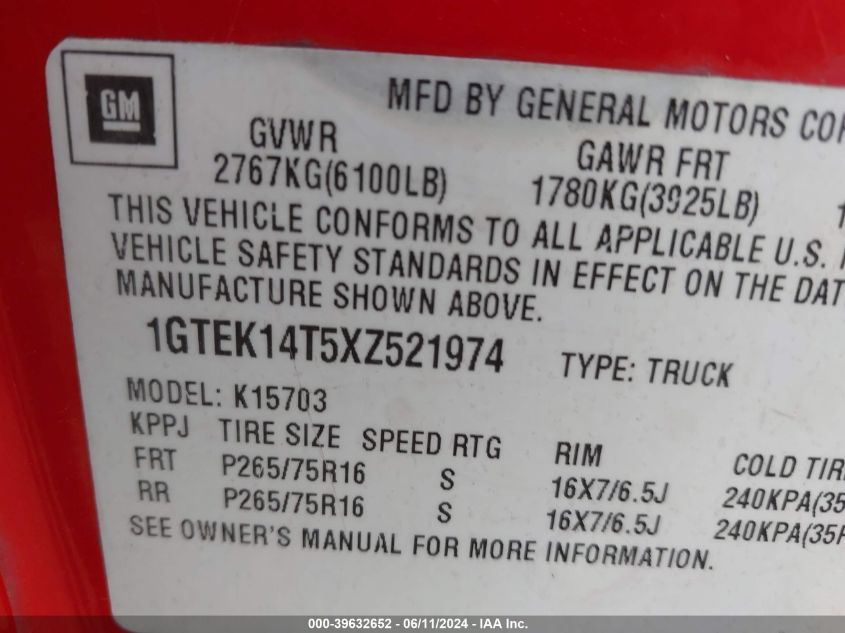 GM
MFD BY GENERAL MOTORS COR
GVWR GAWR FRT
2767KG(6100LB) 1780KG(3925LB)
THIS VEHICLE CONFORMS TO ALL APPLICABLE U.S.
VEHICLE SAFETY STANDARDS IN EFFECT ON THE DAT
MANUFACTURE SHOWN ABOVE.
1GTEK14T5XZ521974 TYPE: TRUCK
MODEL: K15703
KPPJ TIRE SIZE SPEED RTG RIM COLD TIR
FRT P265/75R16 S 16X7/6.5J 240KPA(35
RR P265/75R16 S 16X7/6.5J 240KPA(35P
SEE OWNER'S MANUAL FOR MORE INFORMATION.
000-39632652 - 06/11/2024 - IAA Inc.